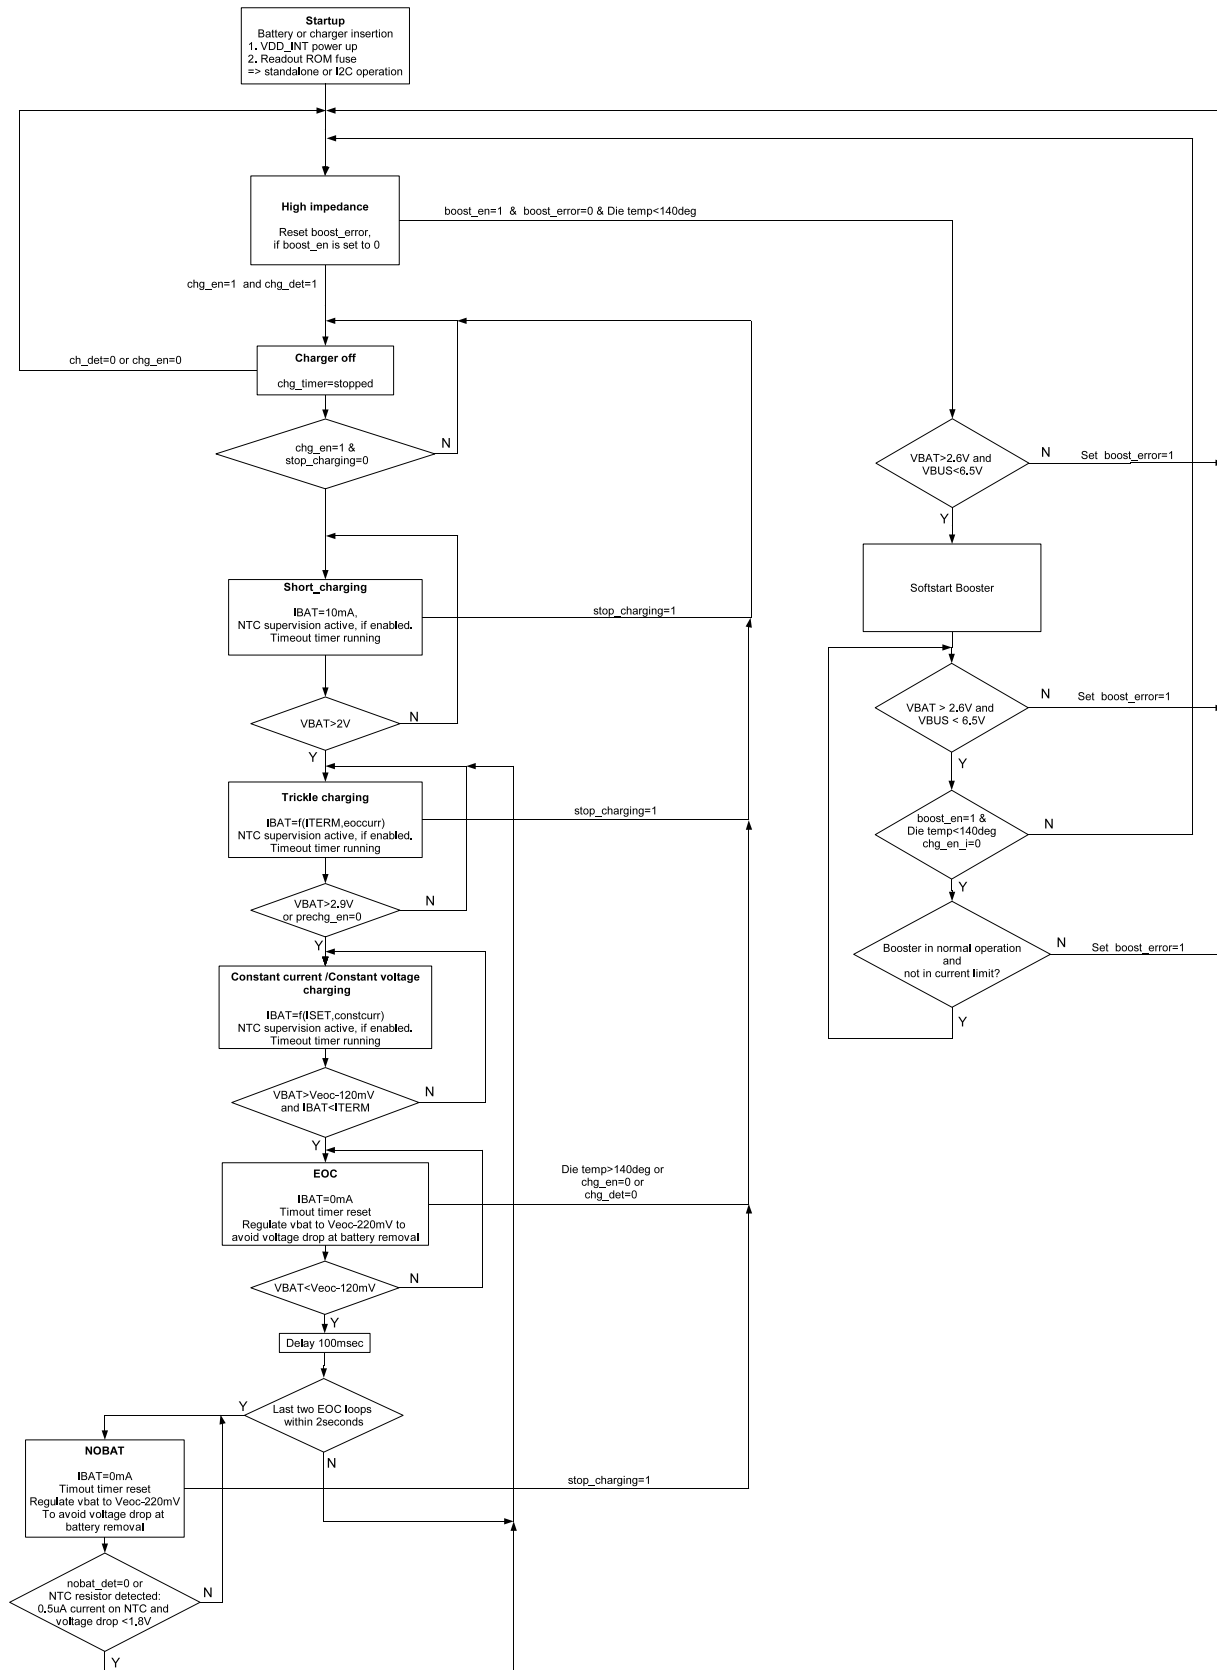 Startup
Battery or charger insertion
1. VDD_INT power up
2. Readout ROM fuse
=> standalone or I2C operation
High impedance
Reset boost_error,
if boost_en is set to 0
boost_en=1 & boost_error=0 & Die temp<140deg
chg_en=1 and chg_det=1
ch_det=0 or chg_en=0
Charger off
chg_timer=stopped
chg_en=1 &
stop_charging=0
N
VBAT>2.6V and
VBUS<6.5V
N
Set boost_error=1
Y
Softstart Booster
Short_charging
IBAT=10mA,
NTC supervision active, if enabled.
Timeout timer running
stop_charging=1
VBAT>2V
N
Y
VBAT > 2.6V and
VBUS < 6.5V
N
Set boost_error=1
Y
Trickle charging
IBAT=f(ITERM,eoccurr)
NTC supervision active, if enabled.
Timeout timer running
stop_charging=1
boost_en=1 &
Die temp<140deg
chg_en_i=0
N
Y
VBAT>2.9V
or prechg_en=0
N
Y
Booster in normal operation
and
not in current limit?
N
Set boost_error=1
Y
Constant current /Constant voltage
charging
IBAT=f(ISET,constcurr)
NTC supervision active, if enabled.
Timeout timer running
VBAT>Veoc-120mV
and IBAT<ITERM
N
Y
EOC
IBAT=0mA
Timout timer reset
Regulate vbat to Veoc-220mV to
avoid voltage drop at battery removal
Die temp>140deg or
chg_en=0 or
chg_det=0
VBAT<Veoc-120mV
N
Y
Delay 100msec
Last two EOC loops
within 2seconds
Y
N
NOBAT
IBAT=0mA
Timout timer reset
Regulate vbat to Veoc-220mV
To avoid voltage drop at
battery removal
stop_charging=1
nobat_det=0 or
NTC resistor detected:
0.5uA current on NTC and
voltage drop <1.8V
N
Y